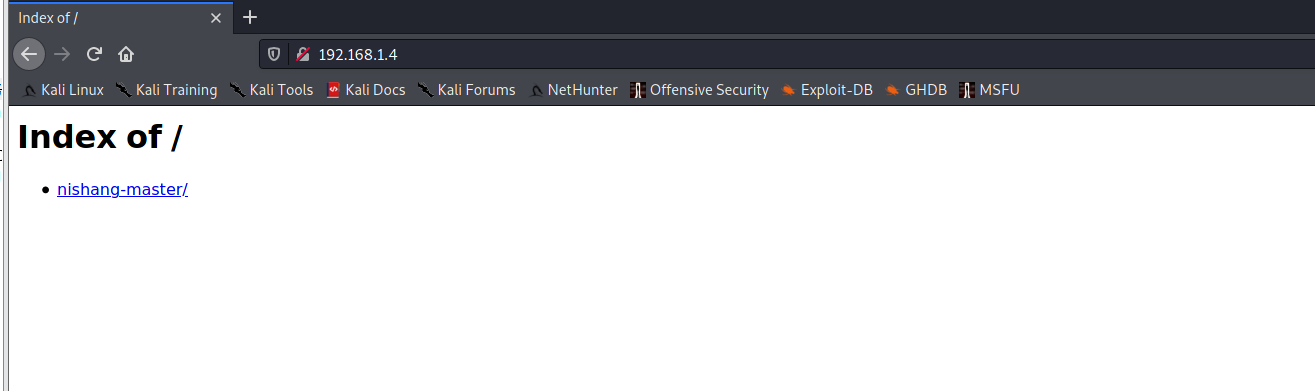 Index of /
192.168.1.4
Kali Linux Kali Training Kali Tools Kali Docs Kali Forums NetHunter Offensive Security Exploit-DB GHDB MSFU
Index of /
nishang-master/